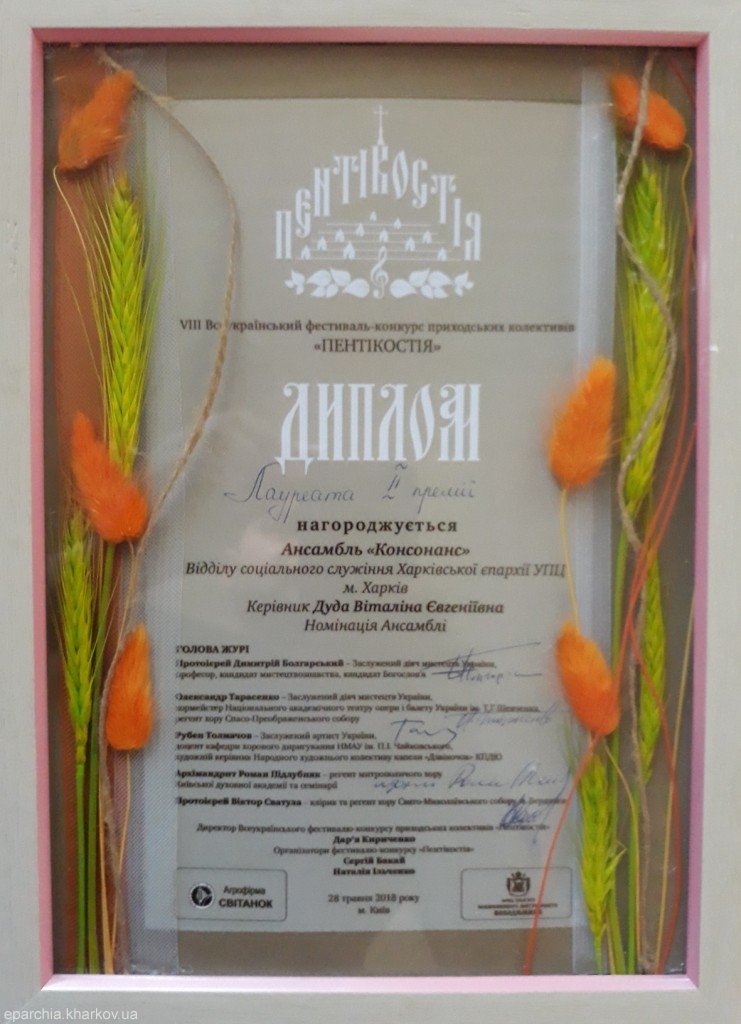 ПЕНТІКОСТІЯ
VIII Всеукраїнський фестиваль-конкурс приходських колективів
«ПЕНТІКОСТІЯ»
ДИПЛОМ
Лауреата II премії
нагороджується
Ансамбль «Консонанс»
Відділу соціального служіння Харківської єпархії УПЦ
м. Харків
Керівник Дуда Віталіна Євгеніївна
Номінація Ансамблі
ГОЛОВА ЖУРІ
Протоієрей Димитрій Болгарський – Заслужений діяч мистецтв України,
професор, кандидат мистецтвознавства, кандидат Богослов'я
Олександр Тарасенко – Заслужений діяч мистецтв України,
хормейстер Національного академічного театру опери і балету України ім. Т.Г. Шевченка,
регент хору Спасо-Преображенського собору
Рубен Толмачов – Заслужений артист України,
доцент кафедри хорового диригування НМАУ ім. П.І. Чайковського,
художній керівник Народного художнього колективу капели «Дзвіночок» КПДЮ
Архімандрит Роман Підлубняк – регент митрополичого хору
Київської духовної академії та семінарії
Протоієрей Віктор Скатула – клірик та регент хору Свято-Миколаївського собору
Директор Всеукраїнського фестивалю-конкурсу приходських колективів «Пентікостія»
Дар'я Кириченко
Організатори фестивалю-конкурсу «Пентікостія»
Сергій Бакай
Наталія Ільченко
Агрофірма
СВІТАНОК
28 травня 2018 року
м. Київ
eparchia.kharkov.ua